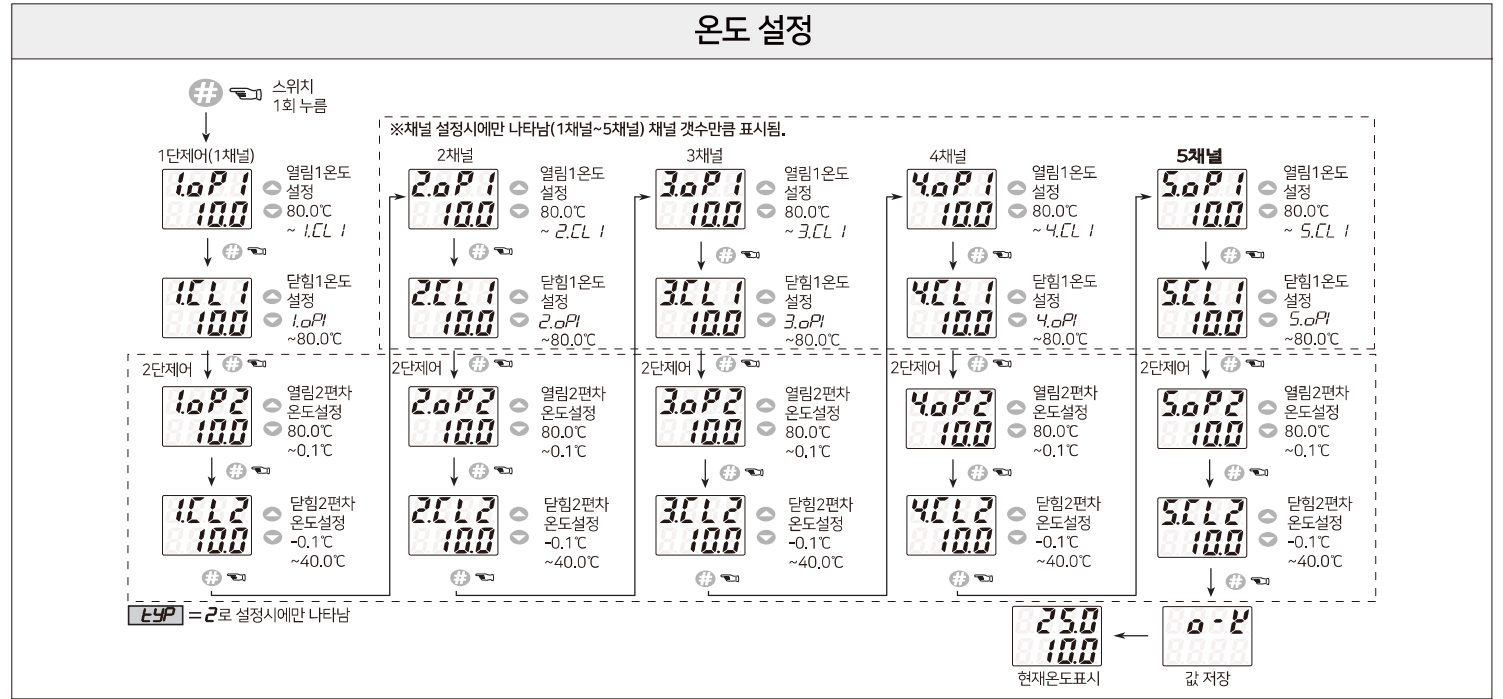 온도 설정
스위치
1회 누름
※채널 설정시에만 나타남(1채널~5채널) 채널 갯수만큼 표시됨.
1단제어(1채널)
1.oP1
10.0
열림1온도
설정
80.0℃
~ 1.CL 1
1.CL1
10.0
닫힘1온도
설정
1.oP1
~80.0℃
2단제어
1.oP2
10.0
열림2편차
온도설정
80.0℃
~0.1℃
1.CL2
10.0
닫힘2편차
온도설정
-0.1℃
~40.0℃
2채널
2.oP1
10.0
열림1온도
설정
80.0℃
~ 2.CL 1
2.CL1
10.0
닫힘1온도
설정
2.oP1
~80.0℃
2단제어
2.oP2
10.0
열림2편차
온도설정
80.0℃
~0.1℃
2.CL2
10.0
닫힘2편차
온도설정
-0.1℃
~40.0℃
3채널
3.oP1
10.0
열림1온도
설정
80.0℃
~ 3.CL 1
3.CL1
10.0
닫힘1온도
설정
3.oP1
~80.0℃
2단제어
3.oP2
10.0
열림2편차
온도설정
80.0℃
~0.1℃
3.CL2
10.0
닫힘2편차
온도설정
-0.1℃
~40.0℃
4채널
4.oP1
10.0
열림1온도
설정
80.0℃
~ 4.CL 1
4.CL1
10.0
닫힘1온도
설정
4.oP1
~80.0℃
2단제어
4.oP2
10.0
열림2편차
온도설정
80.0℃
~0.1℃
4.CL2
10.0
닫힘2편차
온도설정
-0.1℃
~40.0℃
5채널
5.oP1
10.0
열림1온도
설정
80.0℃
~ 5.CL 1
5.CL1
10.0
닫힘1온도
설정
5.oP1
~80.0℃
2단제어
5.oP2
10.0
열림2편차
온도설정
80.0℃
~0.1℃
5.CL2
10.0
닫힘2편차
온도설정
-0.1℃
~40.0℃
tYP = 2로 설정시에만 나타남
o-k
값 저장
25.0
10.0
현재온도표시